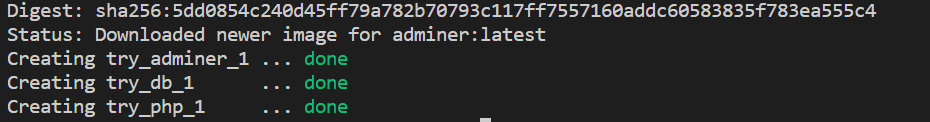 Digest: sha256:5dd0854c240d45ff79a782b70793c117ff7557160addc60583835f783ea555c4
Status: Downloaded newer image for adminer:latest
Creating try_adminer_1 ... done
Creating try_db_1      ... done
Creating try_php_1     ... done